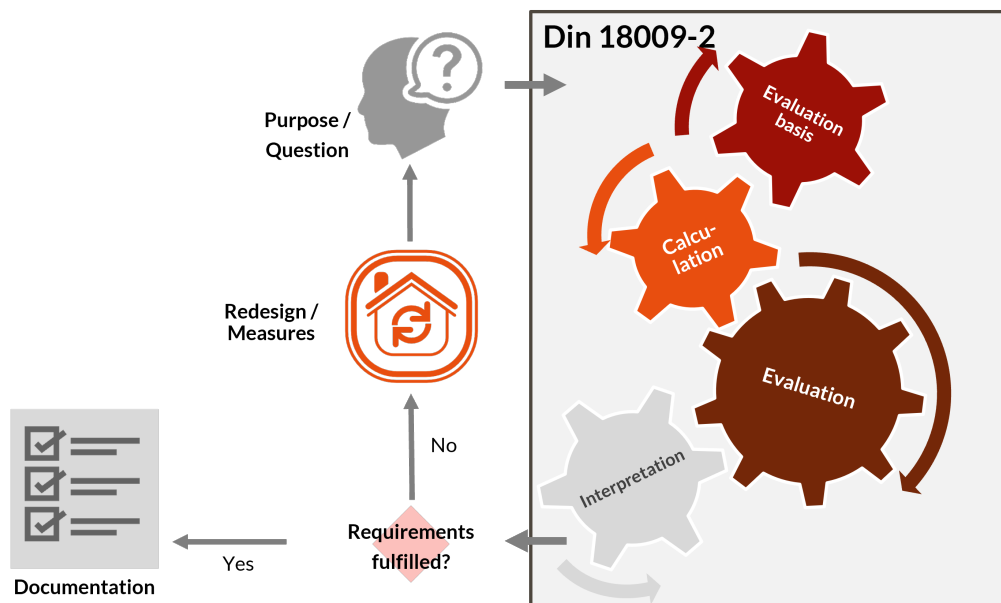 Din 18009-2
Purpose /
Question
Evaluation
basis
Calcu-
lation
Redesign /
Measures
Evaluation
No
Interpretation
Requirements
fulfilled?
Yes
Documentation